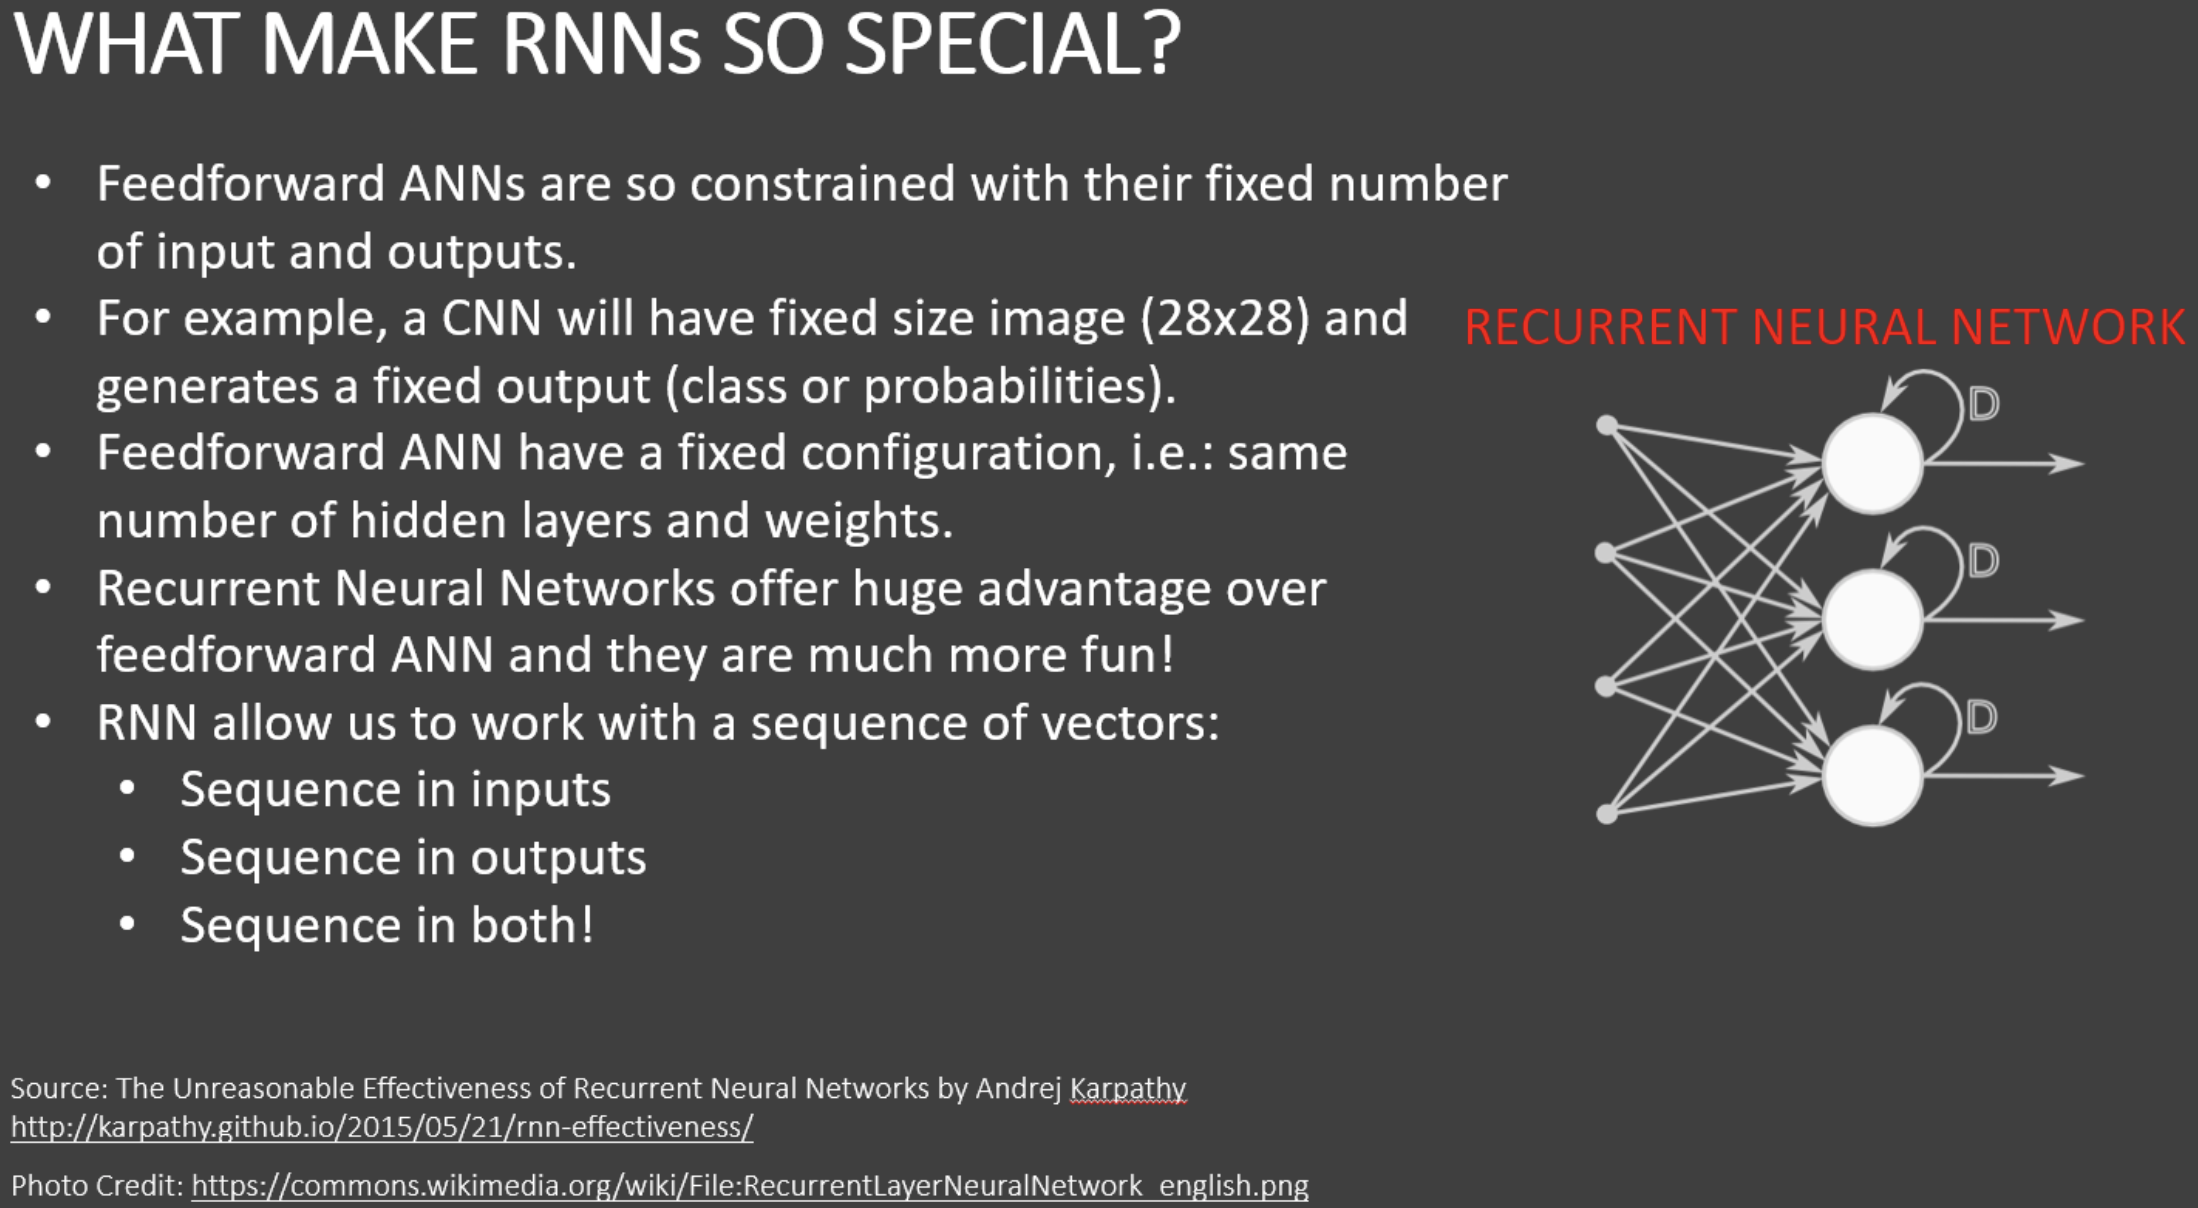 WHAT MAKE RNNs SO SPECIAL?
• Feedforward ANNs are so constrained with their fixed number
of input and outputs.
• For example, a CNN will have fixed size image (28x28) and
generates a fixed output (class or probabilities).
• Feedforward ANN have a fixed configuration, i.e.: same
number of hidden layers and weights.
• Recurrent Neural Networks offer huge advantage over
feedforward ANN and they are much more fun!
• RNN allow us to work with a sequence of vectors:
• Sequence in inputs
• Sequence in outputs
• Sequence in both!
RECURRENT NEURAL NETWORK
D
D
D
Source: The Unreasonable Effectiveness of Recurrent Neural Networks by Andrej Karpathy
http://karpathy.github.io/2015/05/21/rnn-effectiveness/
Photo Credit: https://commons.wikimedia.org/wiki/File:RecurrentLayerNeuralNetwork_english.png